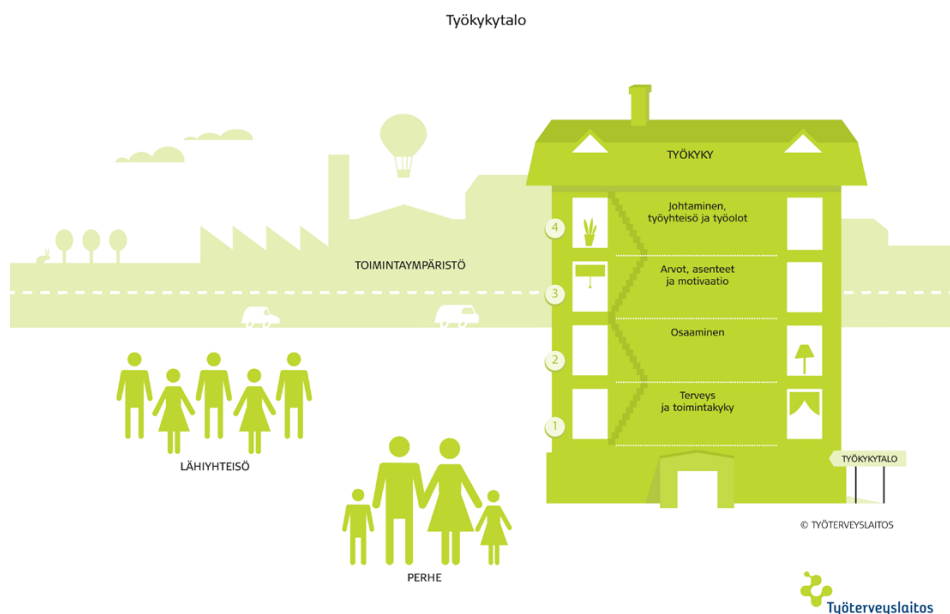 Työkykytalo
TYÖKYKY
4
Johtaminen,
työyhteisö ja työolot
TOIMINTAYMPÄRISTÖ
3
Arvot, asenteet
ja motivaatio
2
Osaaminen
1
Terveys
ja toimintakyky
LÄHIYHTEISÖ
PERHE
TYÖKYKYTALO
© TYÖTERVEYSLAITOS
Työterveyslaitos